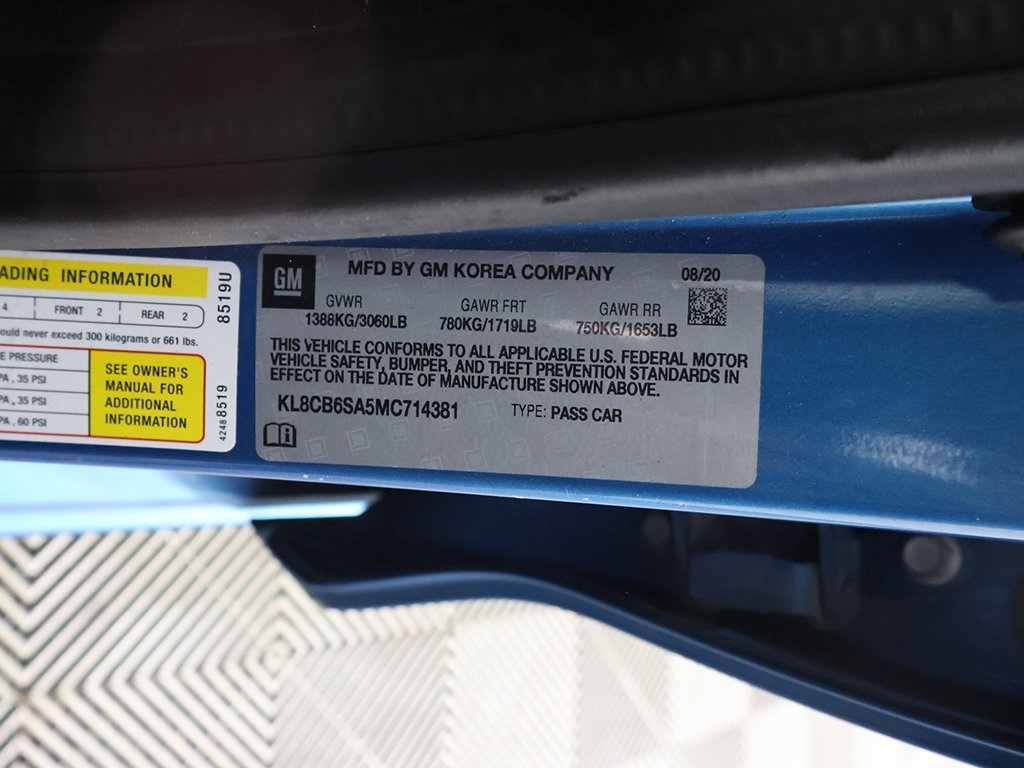 ADING INFORMATION
4 FRONT 2 REAR 2
ould never exceed 300 kilograms or 661 lbs.
E PRESSURE
PA , 35 PSI
PA , 35 PSI
PA , 60 PSI
SEE OWNER'S
MANUAL FOR
ADDITIONAL
INFORMATION
8519U
42488519
GM
MFD BY GM KOREA COMPANY 08/20
GVWR GAWR FRT GAWR RR
1388KG/3060LB 780KG/1719LB 750KG/1653LB
THIS VEHICLE CONFORMS TO ALL APPLICABLE U.S. FEDERAL MOTOR
VEHICLE SAFETY, BUMPER, AND THEFT PREVENTION STANDARDS IN
EFFECT ON THE DATE OF MANUFACTURE SHOWN ABOVE.
KL8CB6SA5MC714381 TYPE: PASS CAR